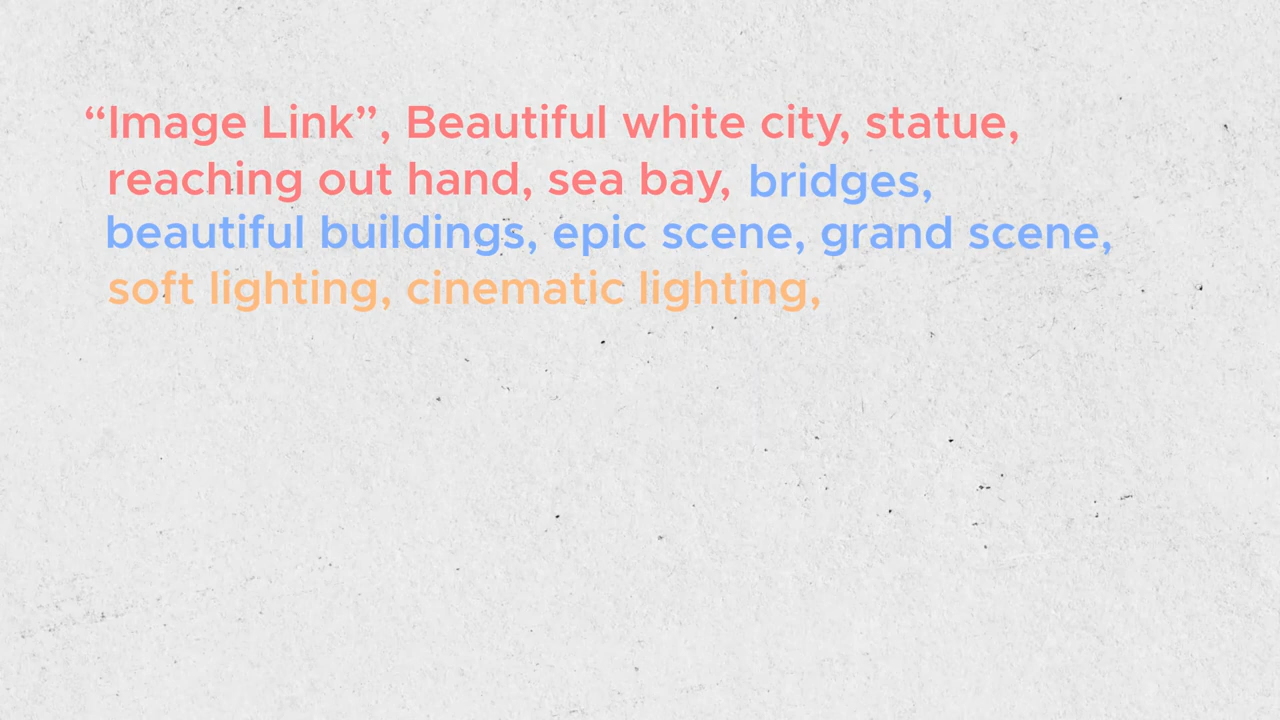 “Image Link”, Beautiful white city, statue,
reaching out hand, sea bay, bridges,
beautiful buildings, epic scene, grand scene,
soft lighting, cinematic lighting,